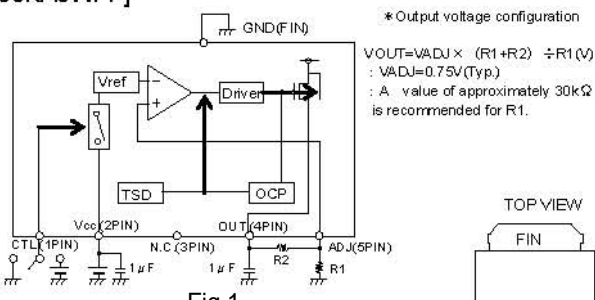 GND(FIN)
*Output voltage configuration
VOUT=VADJ× (R1+R2) ÷R1(V)
: VADJ=0.75V(Typ.)
: A value of approximately 30kΩ
is recommended for R1.
Vref
Driver
TSD
OCP
Vcc(2PIN)
OUT(4PIN)
CTL(1PIN)
N.C(3PIN)
ADJ(5PIN)
1μF
1μF
R2
R1
TOP VIEW
FIN